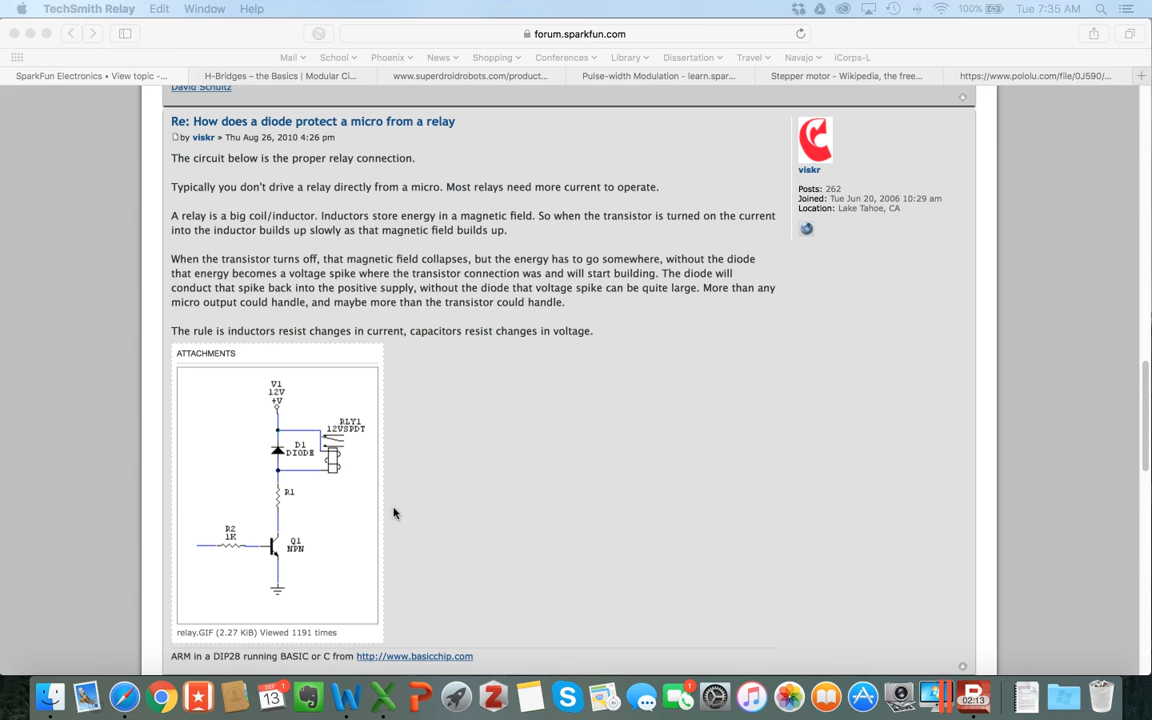 TechSmith Relay Edit Window Help 100% Tue 7:35 AM
forum.sparkfun.com
Mail School Phoenix News Shopping Conferences Library Dissertation Travel Navajo iCorps-L
SparkFun Electronics • View topic -... H-Bridges – the Basics | Modular Ci... www.superdroidrobots.com/product... Pulse-width Modulation - learn.spar... Stepper motor - Wikipedia, the free... https://www.pololu.com/file/0J590/...
David Schultz
Re: How does a diode protect a micro from a relay
by viskr » Thu Aug 26, 2010 4:26 pm
The circuit below is the proper relay connection.
Typically you don't drive a relay directly from a micro. Most relays need more current to operate.
A relay is a big coil/inductor. Inductors store energy in a magnetic field. So when the transistor is turned on the current
into the inductor builds up slowly as that magnetic field builds up.
When the transistor turns off, that magnetic field collapses, but the energy has to go somewhere, without the diode
that energy becomes a voltage spike where the transistor connection was and will start building. The diode will
conduct that spike back into the positive supply, without the diode that voltage spike can be quite large. More than any
micro output could handle, and maybe more than the transistor could handle.
The rule is inductors resist changes in current, capacitors resist changes in voltage.
viskr
Posts: 262
Joined: Tue Jun 20, 2006 10:29 am
Location: Lake Tahoe, CA
ATTACHMENTS
V1
12V
+V
RLY1
12VSPDT
D1
DIODE
R1
R2
1K
Q1
NPN
relay.GIF (2.27 KiB) Viewed 1191 times
ARM in a DIP28 running BASIC or C from http://www.basicchip.com
SEP
13
1
1
02:13